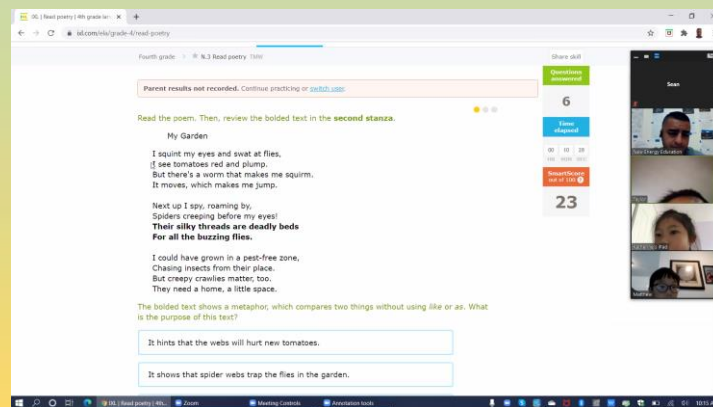 IXL | Read poetry | 4th grade lan
ixl.com/ela/grade-4/read-poetry
Fourth grade > N.3 Read poetry
Share skill
Parent results not recorded. Continue practicing or switch user.
Questions answered
6
Read the poem. Then, review the bolded text in the second stanza.
My Garden
I squint my eyes and swat at flies,
I see tomatoes red and plump.
But there's a worm that makes me squirm.
It moves, which makes me jump.
Next up I spy, roaming by,
Spiders creeping before my eyes!
Their silky threads are deadly beds
For all the buzzing flies.
I could have grown in a pest-free zone,
Chasing insects from their place.
But creepy crawlies matter, too.
They need a home, a little space.
The bolded text shows a metaphor, which compares two things without using like or as. What
is the purpose of this text?
It hints that the webs will hurt new tomatoes.
It shows that spider webs trap the flies in the garden.
Time elapsed
SmartScore
out of 100
23
Sean
IXL | Read poetry | 4th...
Zoom
Meeting Controls
Annotation tools